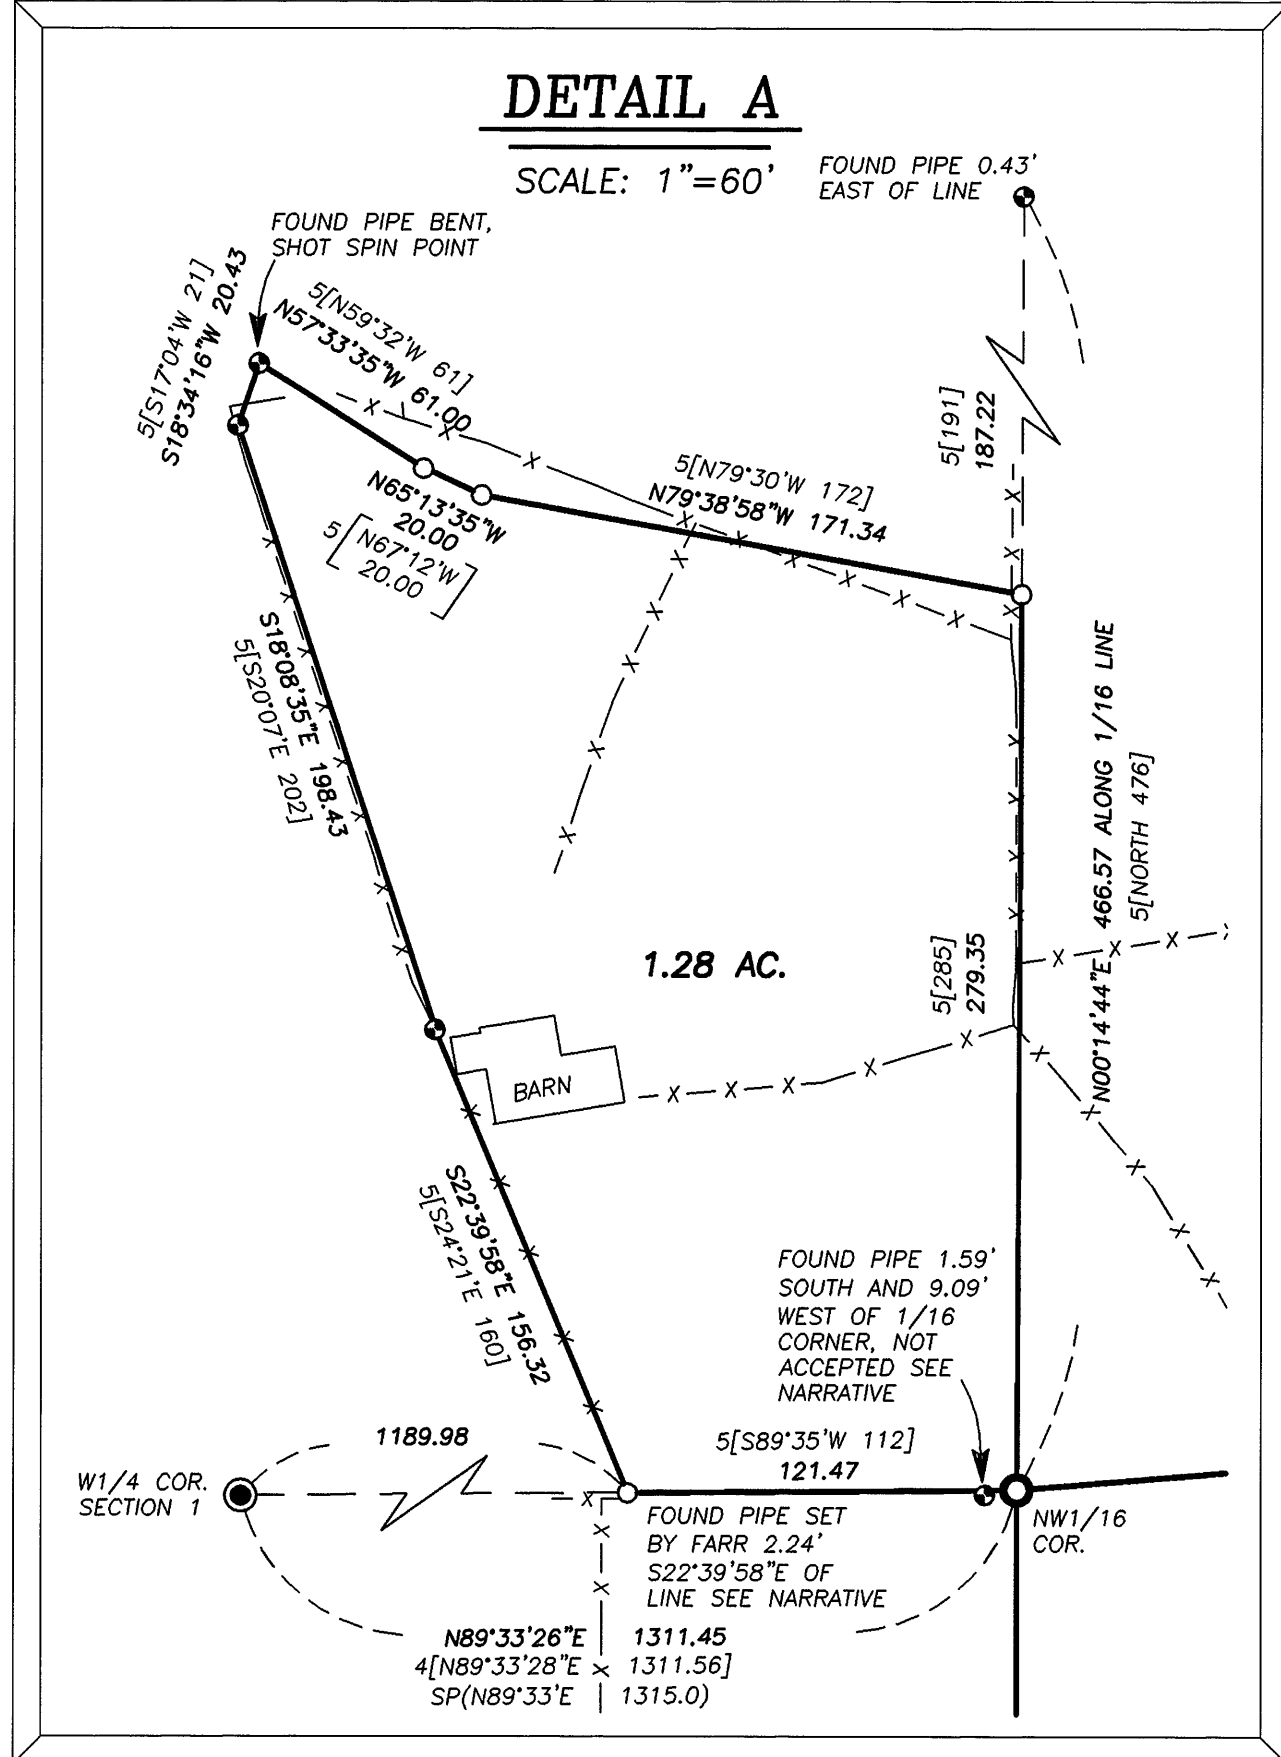 DETAIL A
SCALE: 1"=60'
FOUND PIPE 0.43'
EAST OF LINE
FOUND PIPE BENT,
SHOT SPIN POINT
5[S17°04'W 21]
S18°34'16"W 20.43
5[N59°32'W 61]
N57°33'35"W 61.00
5[191]
187.22
5[N79°30'W 172]
N79°38'58"W 171.34
N65°13'35"W
20.00
5[N67°12'W
20.00]
S18°08'35"E 198.43
5[S20°07'E 202]
N00°14'44"E 466.57 ALONG 1/16 LINE
5[NORTH 476]
1.28 AC.
5[285]
279.35
BARN
S22°39'58"E 156.32
5[S24°21'E 160]
FOUND PIPE 1.59'
SOUTH AND 9.09'
WEST OF 1/16
CORNER, NOT
ACCEPTED SEE
NARRATIVE
1189.98
5[S89°35'W 112]
121.47
W1/4 COR.
SECTION 1
FOUND PIPE SET
BY FARR 2.24'
S22°39'58"E OF
LINE SEE NARRATIVE
NW1/16
COR.
N89°33'26"E 1311.45
4[N89°33'28"E 1311.56]
SP(N89°33'E 1315.0)